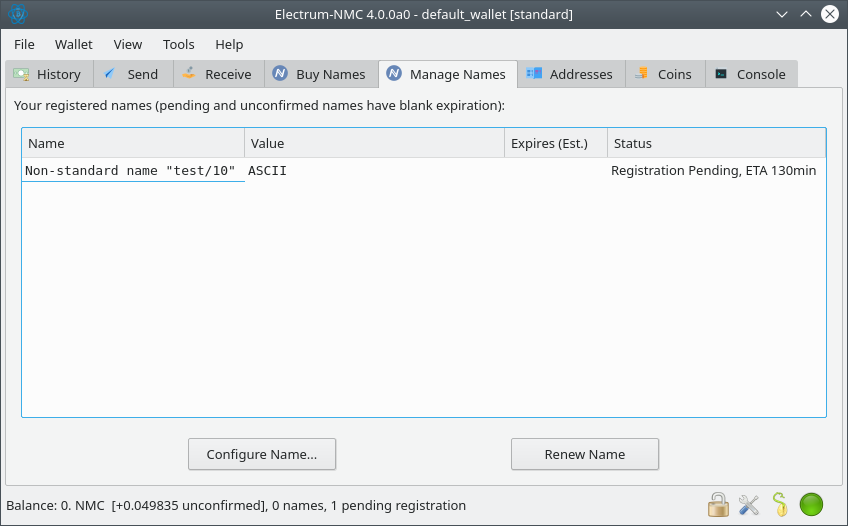 Electrum-NMC 4.0.0a0 - default_wallet [standard]
File Wallet View Tools Help
History Send Receive Buy Names Manage Names Addresses Coins Console
Your registered names (pending and unconfirmed names have blank expiration):
Name Value Expires (Est.) Status
Non-standard name "test/10" ASCII Registration Pending, ETA 130min
Configure Name... Renew Name
Balance: 0. NMC [+0.049835 unconfirmed], 0 names, 1 pending registration